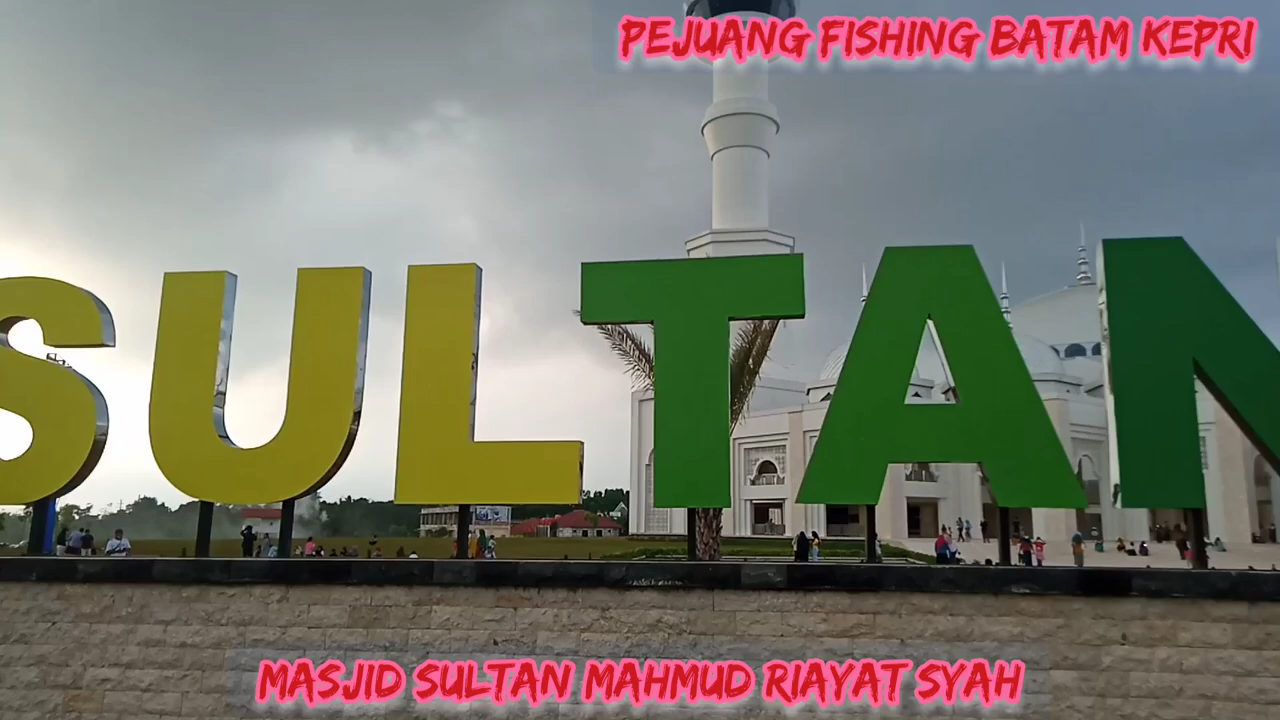 PEJUANG FISHING BATAM KEPRI
SULTAN
MASJID SULTAN MAHMUD RIAYAT SYAH